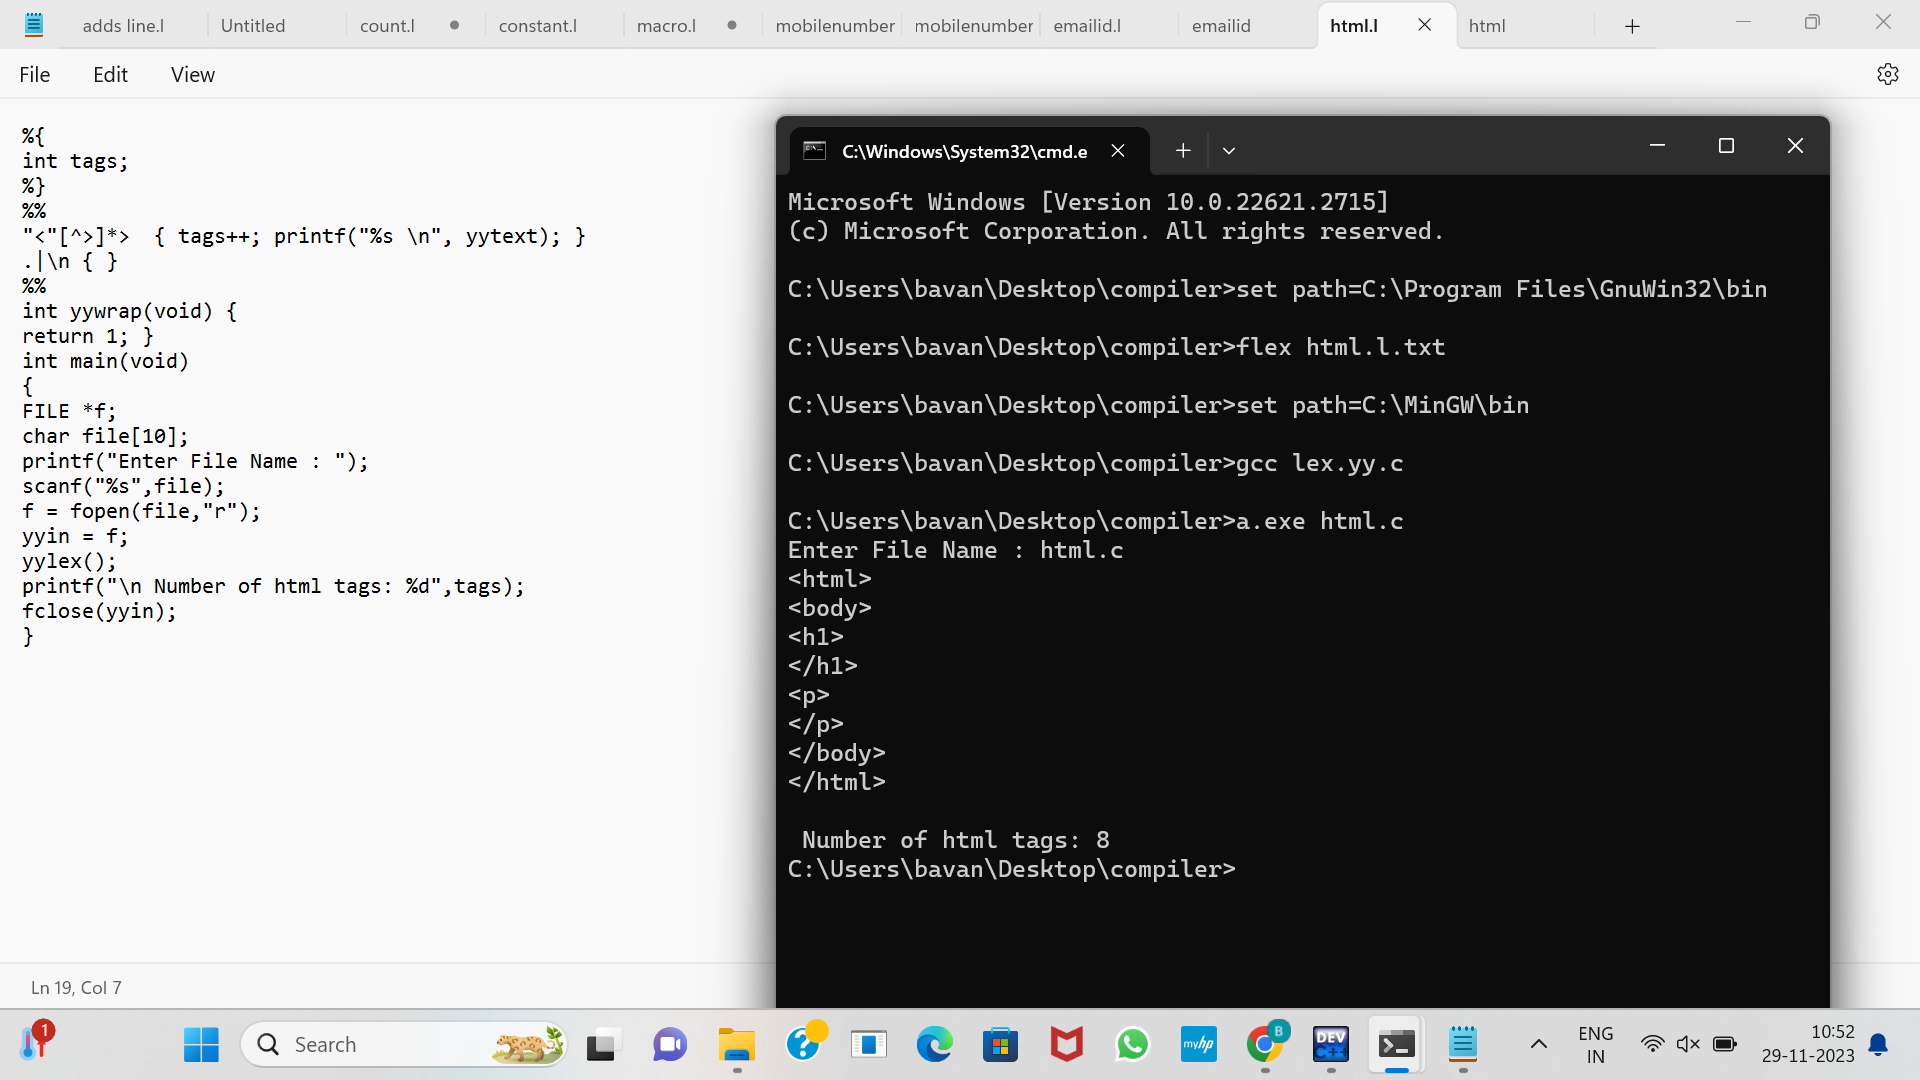 adds line.l
Untitled
count.l
constant.l
macro.l
mobilenumber
mobilenumber
emailid.l
emailid
html.l
html
File
Edit
View
%{
int tags;
%}
%%
"<"[^>]*>  { tags++; printf("%s \n", yytext); }
.|\n { }
%%
int yywrap(void) {
return 1; }
int main(void)
{
FILE *f;
char file[10];
printf("Enter File Name : ");
scanf("%s",file);
f = fopen(file,"r");
yyin = f;
yylex();
printf("\n Number of html tags: %d",tags);
fclose(yyin);
}
Ln 19, Col 7
C:\Windows\System32\cmd.e
Microsoft Windows [Version 10.0.22621.2715]
(c) Microsoft Corporation. All rights reserved.
C:\Users\bavan\Desktop\compiler>set path=C:\Program Files\GnuWin32\bin
C:\Users\bavan\Desktop\compiler>flex html.l.txt
C:\Users\bavan\Desktop\compiler>set path=C:\MinGW\bin
C:\Users\bavan\Desktop\compiler>gcc lex.yy.c
C:\Users\bavan\Desktop\compiler>a.exe html.c
Enter File Name : html.c
<html>
<body>
<h1>
</h1>
<p>
</p>
</body>
</html>
 Number of html tags: 8
C:\Users\bavan\Desktop\compiler>
1
Search
myhp
B
DEV
C++
ENG
IN
10:52
29-11-2023